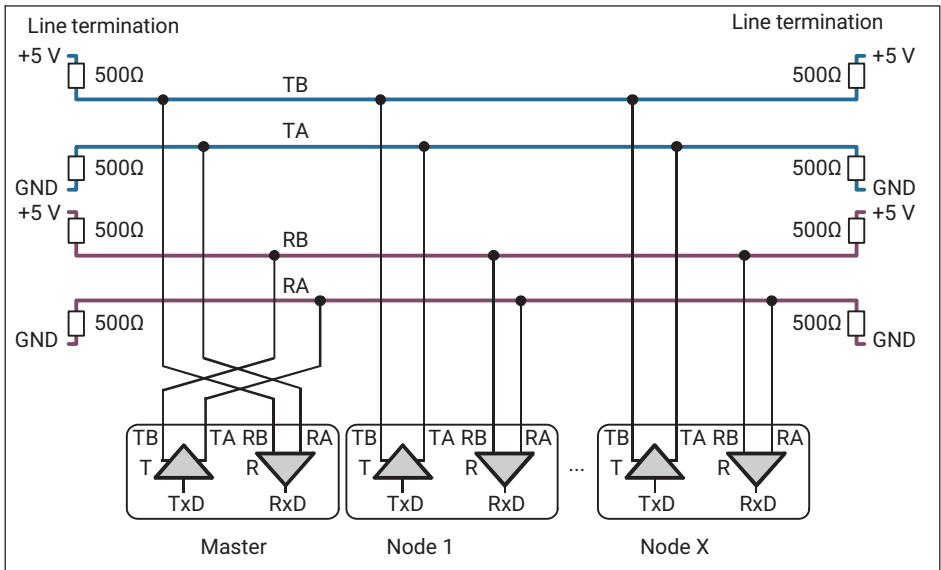 Line termination Line termination
+5 V +5 V
500Ω 500Ω
TB
TA
500Ω 500Ω
GND GND
+5 V +5 V
500Ω 500Ω
RB
RA
500Ω 500Ω
GND GND
TB TA RB RA TB TA RB RA TB TA RB RA
T R T R ... T R
TxD RxD TxD RxD TxD RxD
Master Node 1 Node X